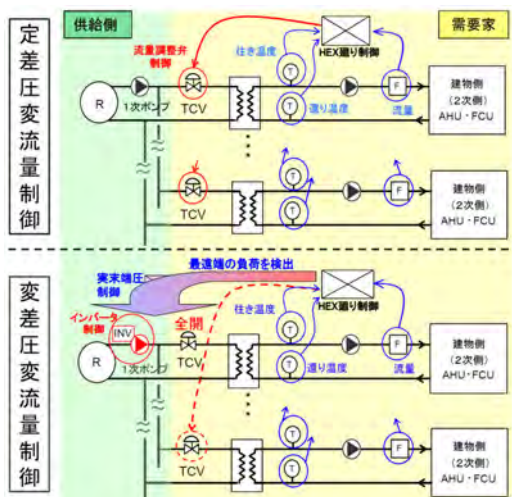 定差圧変流量制御
供給側
需要家
流量調整弁
制御
往き温度
HEX廻り制御
T
F
R
1次ポンプ
TCV
還り温度
T
流量
建物側
(2次側)
AHU・FCU
T
F
TCV
T
建物側
(2次側)
AHU・FCU
変差圧変流量制御
最遠端の負荷を検出
実末端圧
制御
インバータ
制御
INV
全開
往き温度
HEX廻り制御
T
F
R
1次ポンプ
TCV
還り温度
T
流量
建物側
(2次側)
AHU・FCU
T
F
TCV
T
建物側
(2次側)
AHU・FCU